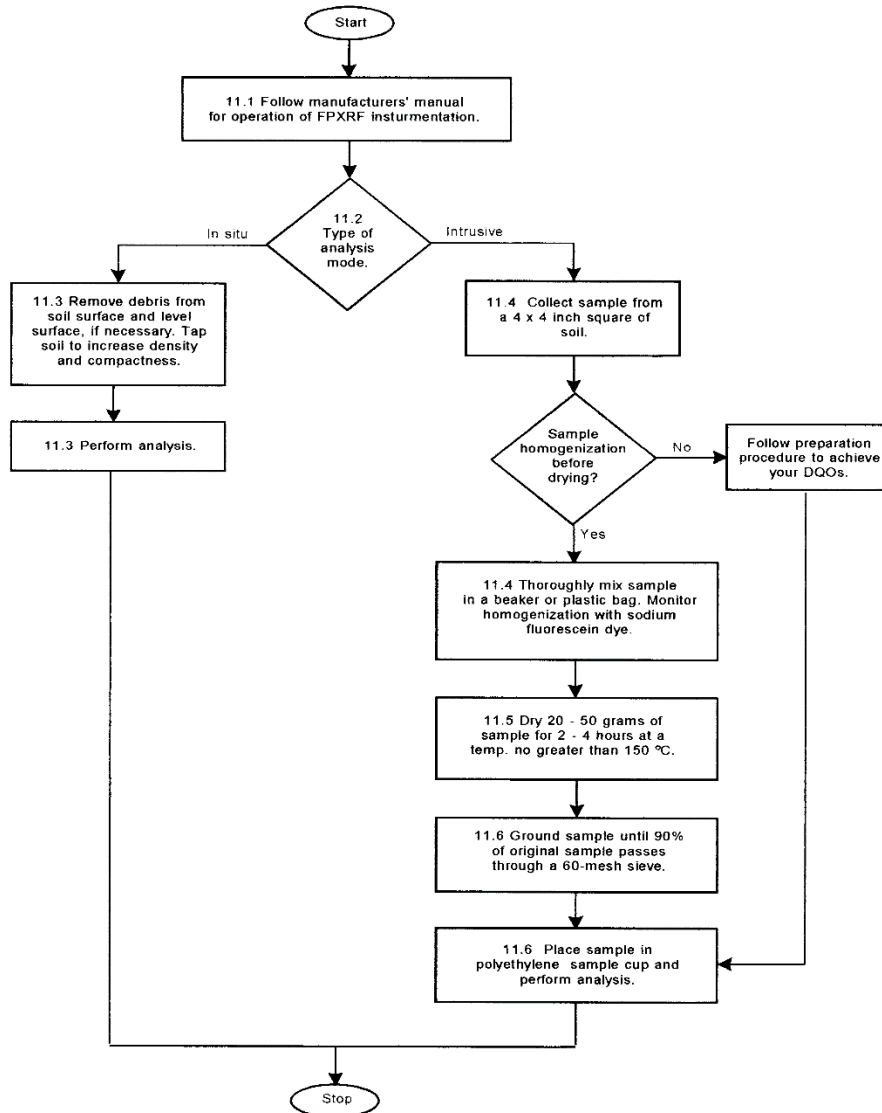 Start
11.1 Follow manufacturers' manual
for operation of FPXRF insturmentation.
11.2
Type of
analysis
mode.
In situ
Intrusive
11.3 Remove debris from
soil surface and level
surface, if necessary. Tap
soil to increase density
and compactness.
11.4 Collect sample from
a 4 x 4 inch square of
soil.
11.3 Perform analysis.
Sample
homogenization
before
drying?
No
Follow preparation
procedure to achieve
your DQOs.
Yes
11.4 Thoroughly mix sample
in a beaker or plastic bag. Monitor
homogenization with sodium
fluorescein dye.
11.5 Dry 20 - 50 grams of
sample for 2 - 4 hours at a
temp. no greater than 150 ºC.
11.6 Ground sample until 90%
of original sample passes
through a 60-mesh sieve.
11.6 Place sample in
polyethylene sample cup and
perform analysis.
Stop